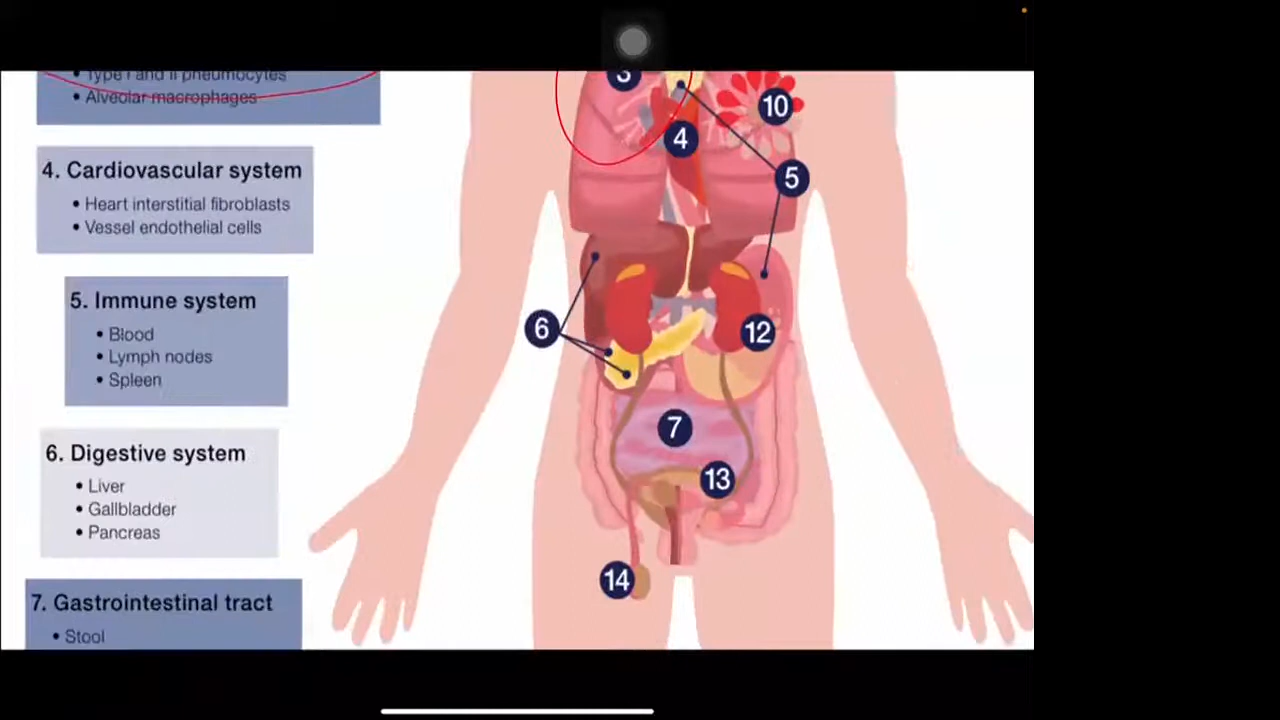 • Type I and II pneumocytes
• Alveolar macrophages
4. Cardiovascular system
• Heart interstitial fibroblasts
• Vessel endothelial cells
5. Immune system
• Blood
• Lymph nodes
• Spleen
6. Digestive system
• Liver
• Gallbladder
• Pancreas
7. Gastrointestinal tract
• Stool
3
10
4
5
6
12
7
13
14